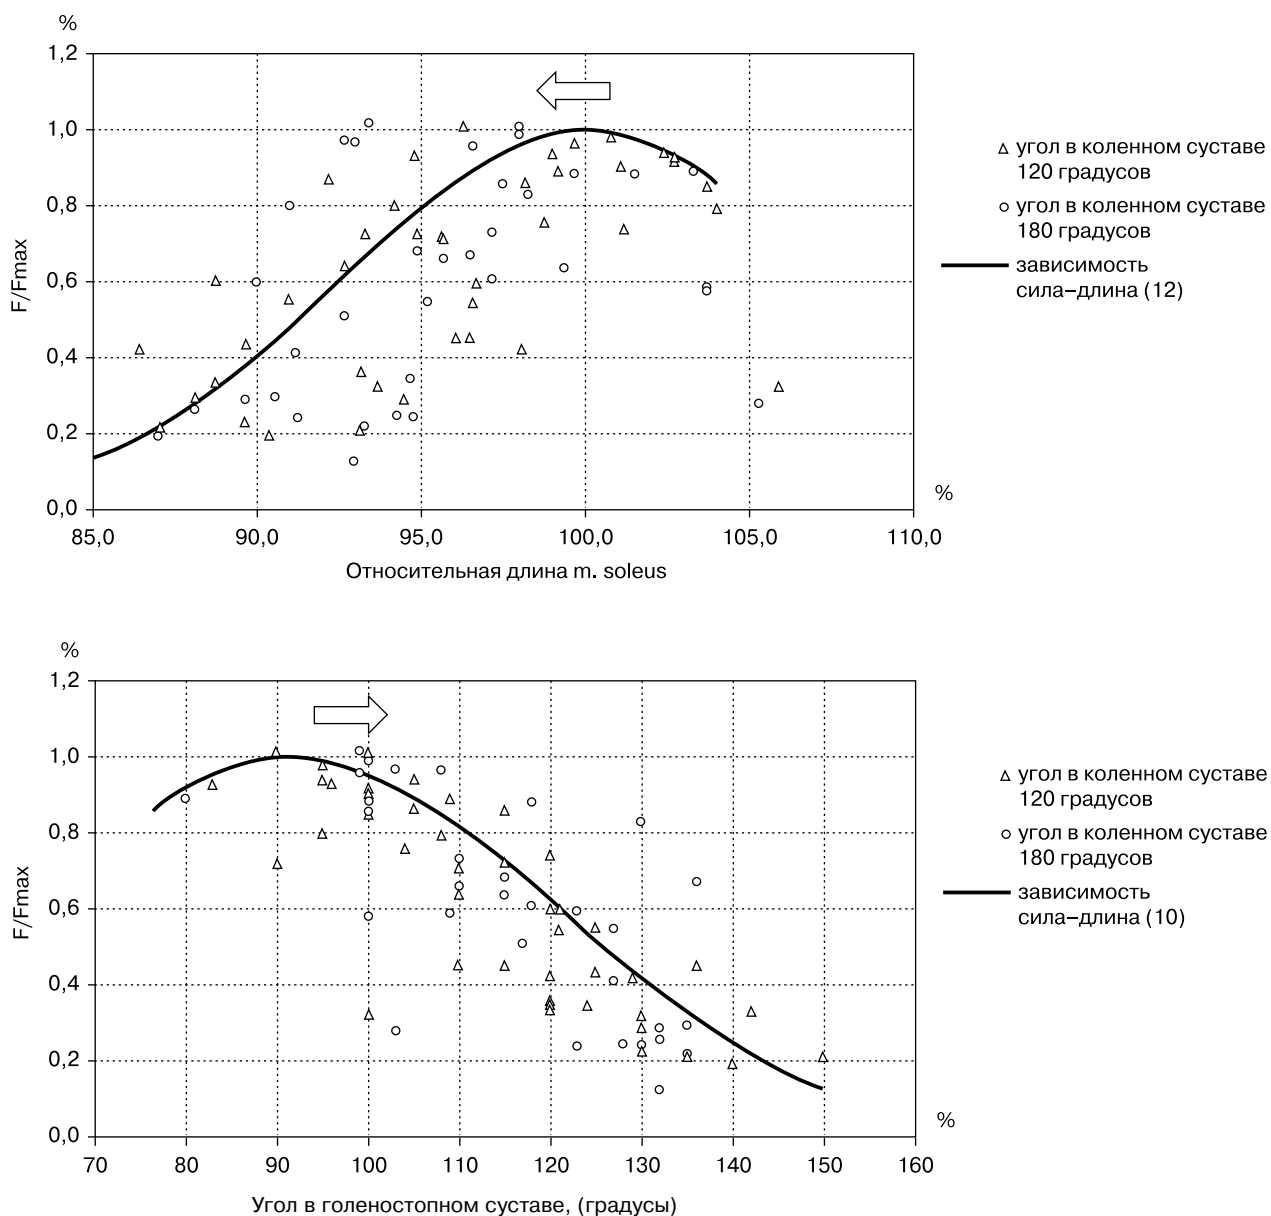 %
1,2
1,0
0,8
0,6
0,4
0,2
0,0
F/Fmax
85,0 90,0 95,0 100,0 105,0 110,0
%
Относительная длина m. soleus
угол в коленном суставе
120 градусов
угол в коленном суставе
180 градусов
зависимость
сила–длина (12)
%
1,2
1,0
0,8
0,6
0,4
0,2
0,0
F/Fmax
70 80 90 100 110 120 130 140 150 160
%
Угол в голеностопном суставе, (градусы)
угол в коленном суставе
120 градусов
угол в коленном суставе
180 градусов
зависимость
сила–длина (10)